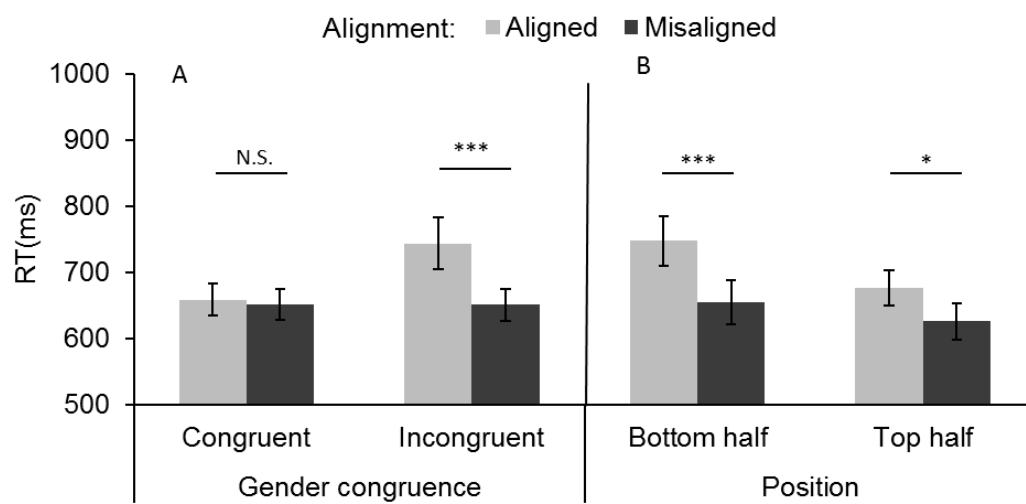 Alignment: Aligned Misaligned
A
B
1000
900
800
700
600
500
RT(ms)
N.S.
***
***
*
Congruent Incongruent Bottom half Top half
Gender congruence Position